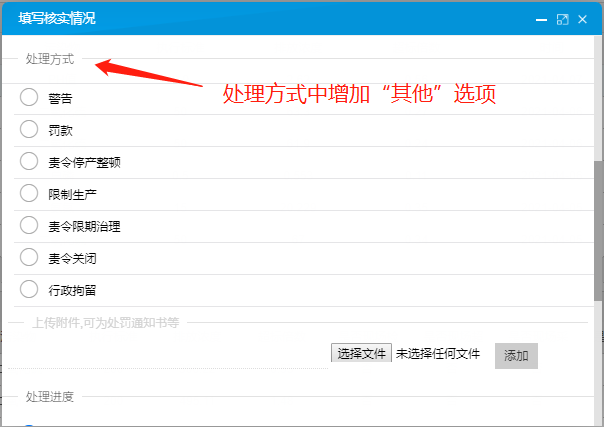 填写核实情况
处理方式
处理方式中增加“其他”选项
警告
罚款
责令停产整顿
限制生产
责令限期治理
责令关闭
行政拘留
上传附件,可为处罚通知书等
选择文件 未选择任何文件 添加
处理进度